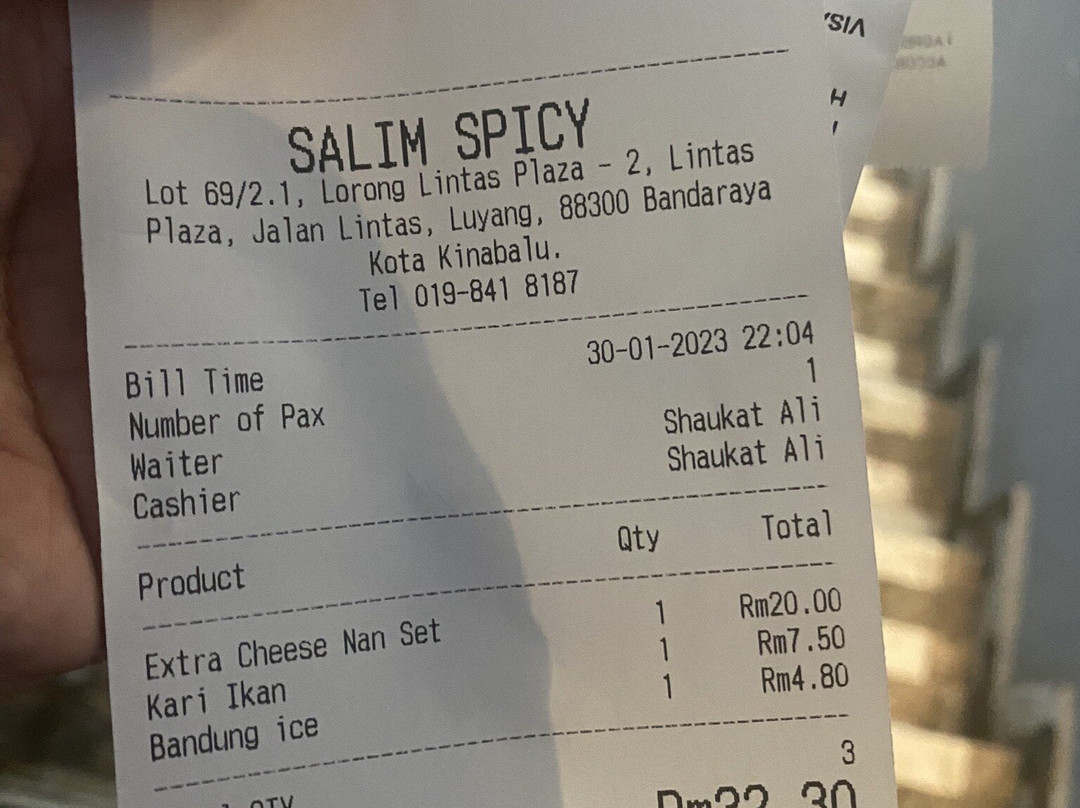 SALIM SPICY
Lot 69/2.1, Lorong Lintas Plaza - 2, Lintas
Plaza, Jalan Lintas, Luyang, 88300 Bandaraya
Kota Kinabalu.
Tel 019-841 8187
Bill Time 30-01-2023 22:04
Number of Pax 1
Waiter Shaukat Ali
Cashier Shaukat Ali
Product Qty Total
Extra Cheese Nan Set 1 Rm20.00
Kari Ikan 1 Rm7.50
Bandung ice 1 Rm4.80
QTY 3